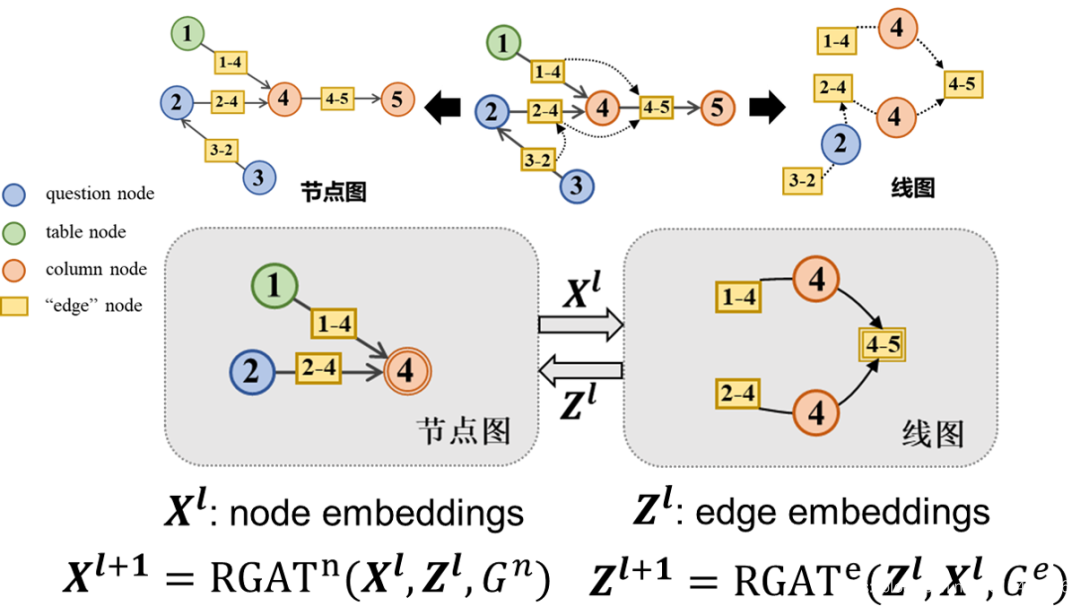 1
1-4
2
2-4
4
4-5
5
3-2
3
节点图
1
1-4
2
2-4
4
4-5
5
3-2
3
1-4
4
2-4
4-5
4
2
3-2
线图
question node
table node
column node
“edge” node
1
1-4
2
2-4
4
节点图
X^l
Z^l
1-4
4
4-5
2-4
4
线图
X^l: node embeddings
Z^l: edge embeddings
X^{l+1} = RGAT^n(X^l, Z^l, G^n)
Z^{l+1} = RGAT^e(Z^l, X^l, G^e)